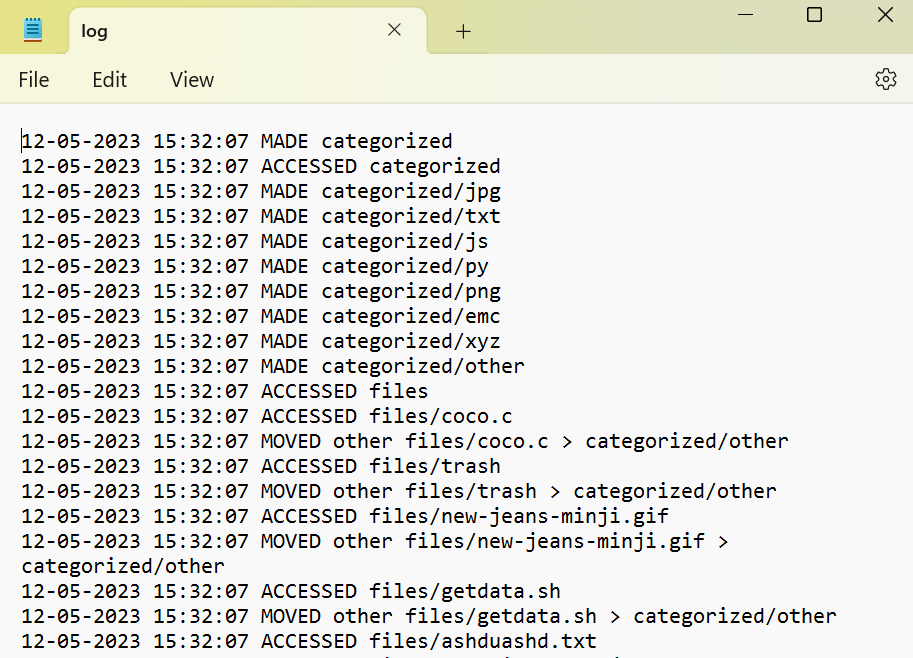 log
File Edit View
12-05-2023 15:32:07 MADE categorized
12-05-2023 15:32:07 ACCESSED categorized
12-05-2023 15:32:07 MADE categorized/jpg
12-05-2023 15:32:07 MADE categorized/txt
12-05-2023 15:32:07 MADE categorized/js
12-05-2023 15:32:07 MADE categorized/py
12-05-2023 15:32:07 MADE categorized/png
12-05-2023 15:32:07 MADE categorized/emc
12-05-2023 15:32:07 MADE categorized/xyz
12-05-2023 15:32:07 MADE categorized/other
12-05-2023 15:32:07 ACCESSED files
12-05-2023 15:32:07 ACCESSED files/coco.c
12-05-2023 15:32:07 MOVED other files/coco.c > categorized/other
12-05-2023 15:32:07 ACCESSED files/trash
12-05-2023 15:32:07 MOVED other files/trash > categorized/other
12-05-2023 15:32:07 ACCESSED files/new-jeans-minji.gif
12-05-2023 15:32:07 MOVED other files/new-jeans-minji.gif >
categorized/other
12-05-2023 15:32:07 ACCESSED files/getdata.sh
12-05-2023 15:32:07 MOVED other files/getdata.sh > categorized/other
12-05-2023 15:32:07 ACCESSED files/ashduashd.txt